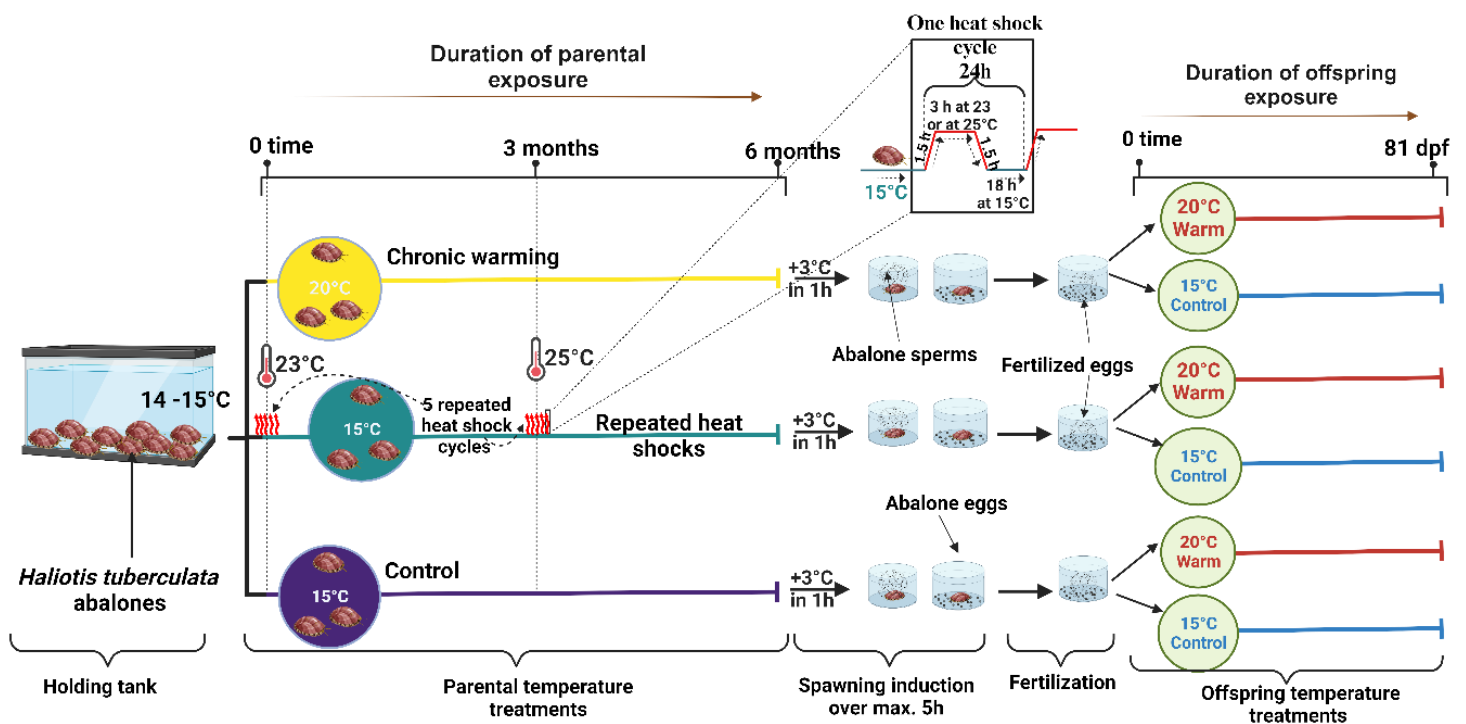 Duration of parental
exposure
0 time
3 months
6 months
One heat shock
cycle
24h
3 h at 23
or at 25°C
1.5 h
1.5 h
15°C
18 h
at 15°C
Duration of offspring
exposure
0 time
81 dpf
Chronic warming
20°C
+3°C
in 1h
20°C
Warm
15°C
Control
Abalone sperms
Fertilized eggs
14 -15°C
23°C
25°C
15°C
5 repeated
heat shock
cycles
Repeated heat
shocks
+3°C
in 1h
20°C
Warm
15°C
Control
Abalone eggs
Haliotis tuberculata
abalones
Control
15°C
+3°C
in 1h
20°C
Warm
15°C
Control
Holding tank
Parental temperature
treatments
Spawning induction
over max. 5h
Fertilization
Offspring temperature
treatments